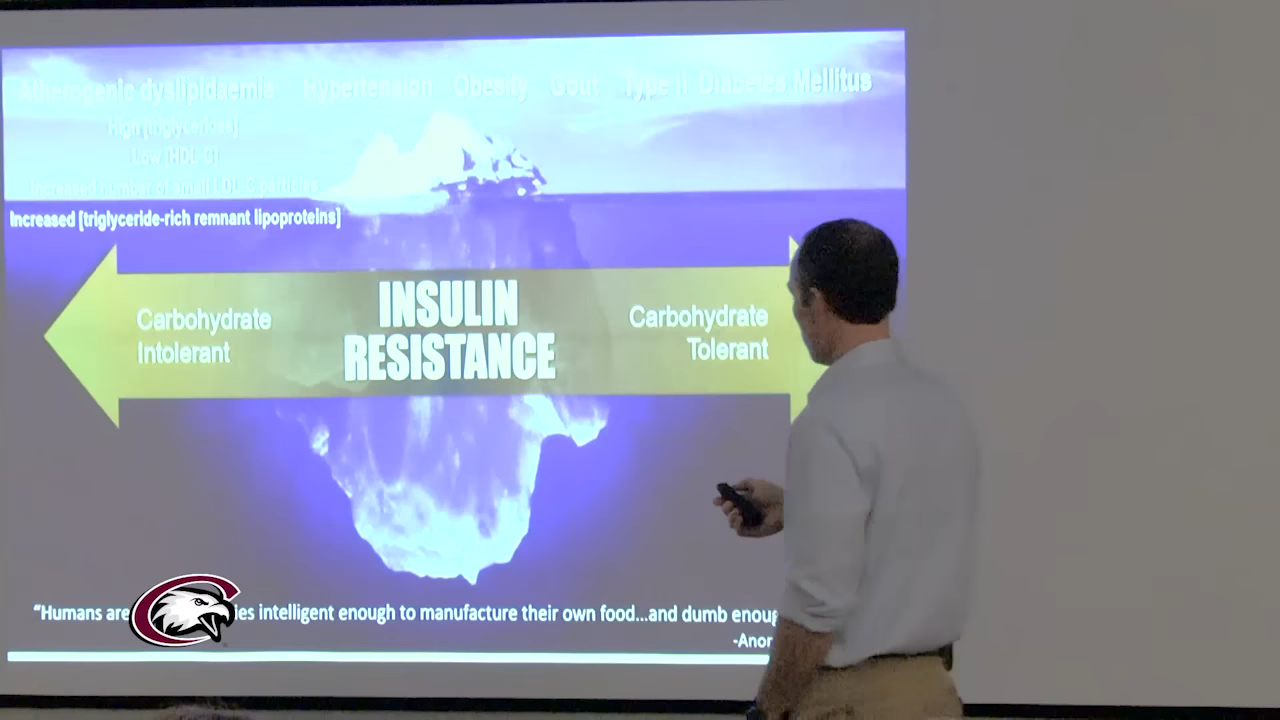 Atherogenic dyslipidaemia Hypertension Obesity Gout Type II Diabetes Mellitus
High [triglycerides]
Low [HDL-C]
Increased number of small LDL-C particles
Increased [triglyceride-rich remnant lipoproteins]
Carbohydrate
Intolerant
INSULIN
RESISTANCE
Carbohydrate
Tolerant
“Humans are intelligent enough to manufacture their own food...and dumb